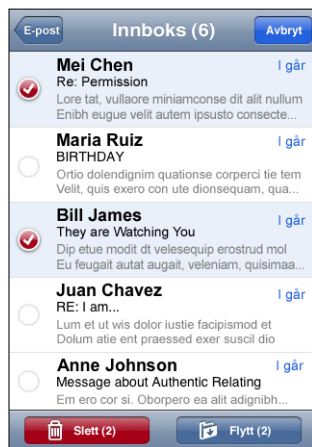 E-post Innboks (6) Avbryt
Mei Chen I går
Re: Permission
Lore tat, vullaore miniamconse dit alit nullum
Enibh eugue velit autem ipsusto consecte...
Maria Ruiz I går
BIRTHDAY
Ortio dolendignim quationse corperci tie tem
Velit, quis exero con ute dionsequam, qua...
Bill James I går
They are Watching You
Dip etue modit dt velesequip erostrud mol
Eu feugait autat augait, veleniam, quisimaa...
Juan Chavez I går
RE: I am...
Lum et ut wis dolor iustie facipismod et
Dolum atie ent praessed exer suscil dio
Anne Johnson I går
Message about Authentic Relating
Em ero cor si. Oborpero ea alit adignibh...
Slett (2) Flytt (2)